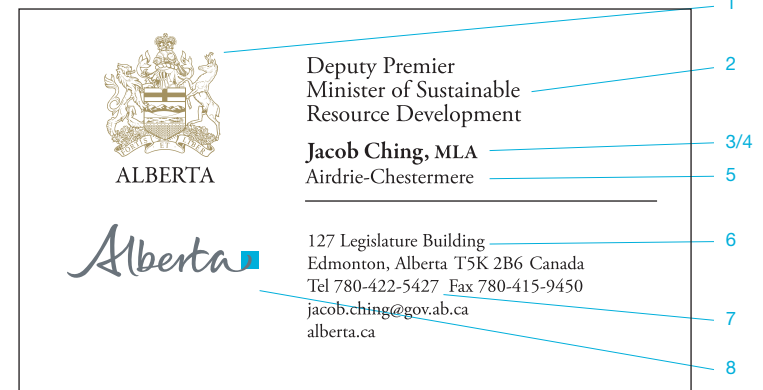 1
Deputy Premier
Minister of Sustainable
Resource Development
2
Jacob Ching, MLA
3/4
Airdrie-Chestermere
5
ALBERTA
Alberta
127 Legislature Building
6
Edmonton, Alberta T5K 2B6 Canada
Tel 780-422-5427 Fax 780-415-9450
jacob.ching@gov.ab.ca
7
alberta.ca
8